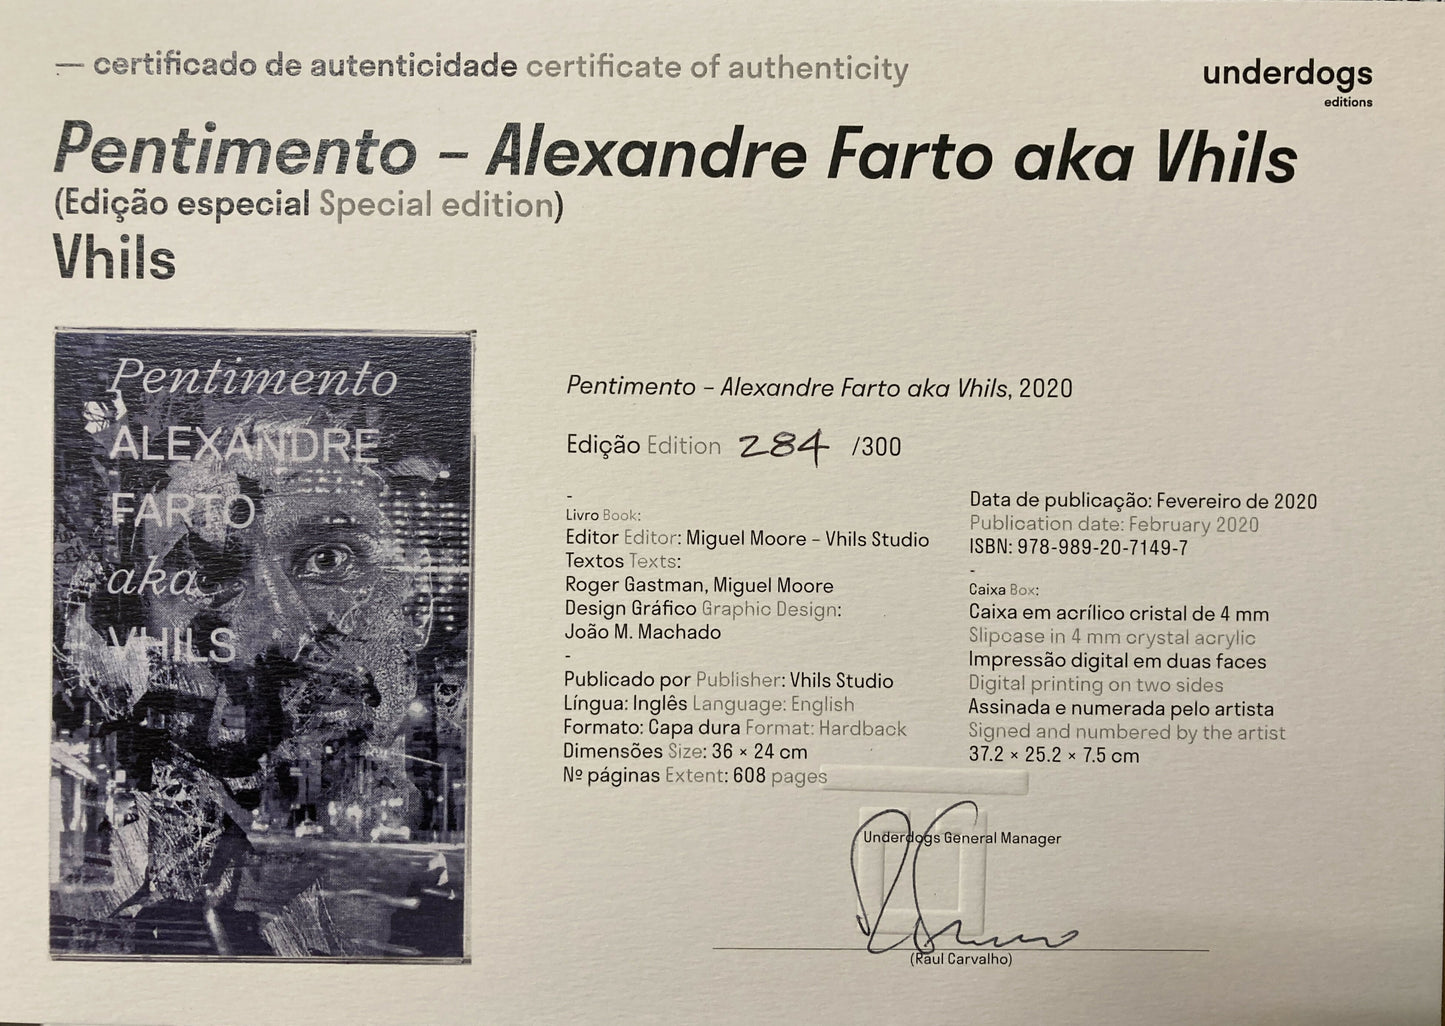 — certificado de autenticidade certificate of authenticity
underdogs
editions
Pentimento – Alexandre Farto aka Vhils
(Edição especial Special edition)
Vhils
Pentimento
ALEXANDRE
FARTO
aka
VHILS
Pentimento – Alexandre Farto aka Vhils, 2020
Edição Edition 284 /300
-
Livro Book:
Editor Editor: Miguel Moore – Vhils Studio
Textos Texts:
Roger Gastman, Miguel Moore
Design Gráfico Graphic Design:
João M. Machado
-
Publicado por Publisher: Vhils Studio
Língua: Inglês Language: English
Formato: Capa dura Format: Hardback
Dimensões Size: 36 × 24 cm
Nº páginas Extent: 608 pages
Data de publicação: Fevereiro de 2020
Publication date: February 2020
ISBN: 978-989-20-7149-7
-
Caixa Box:
Caixa em acrílico cristal de 4 mm
Slipcase in 4 mm crystal acrylic
Impressão digital em duas faces
Digital printing on two sides
Assinada e numerada pelo artista
Signed and numbered by the artist
37.2 × 25.2 × 7.5 cm
Underdogs General Manager
(Raul Carvalho)